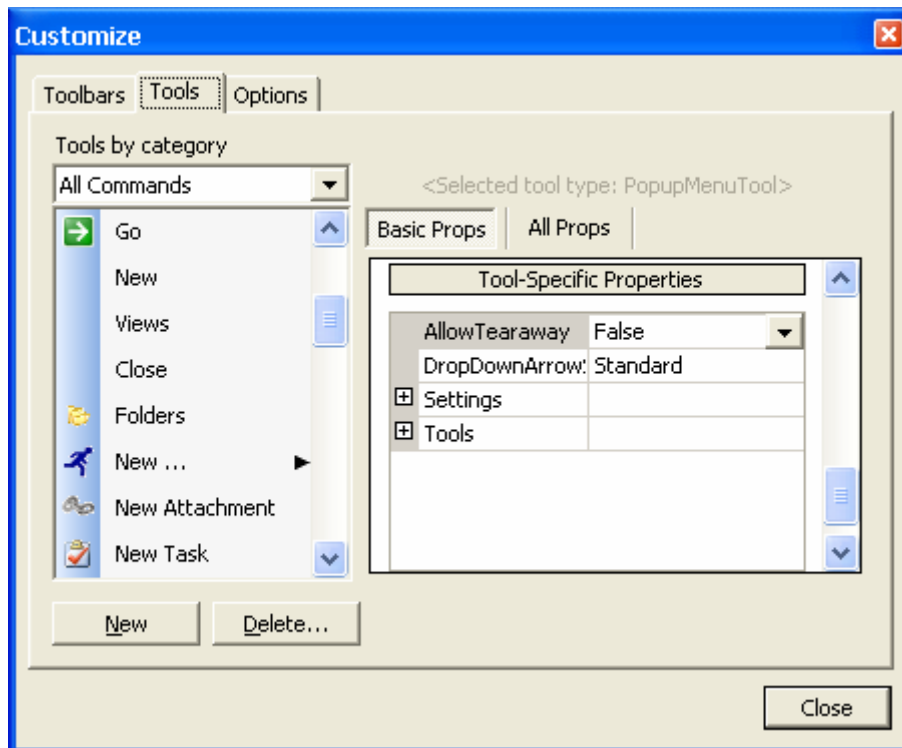 Customize
Toolbars Tools Options
Tools by category
All Commands
<Selected tool type: PopupMenuTool>
Basic Props All Props
Go
New
Views
Close
Folders
New ...
New Attachment
New Task
Tool-Specific Properties
AllowTearaway False
DropDownArrow: Standard
Settings
Tools
New Delete...
Close